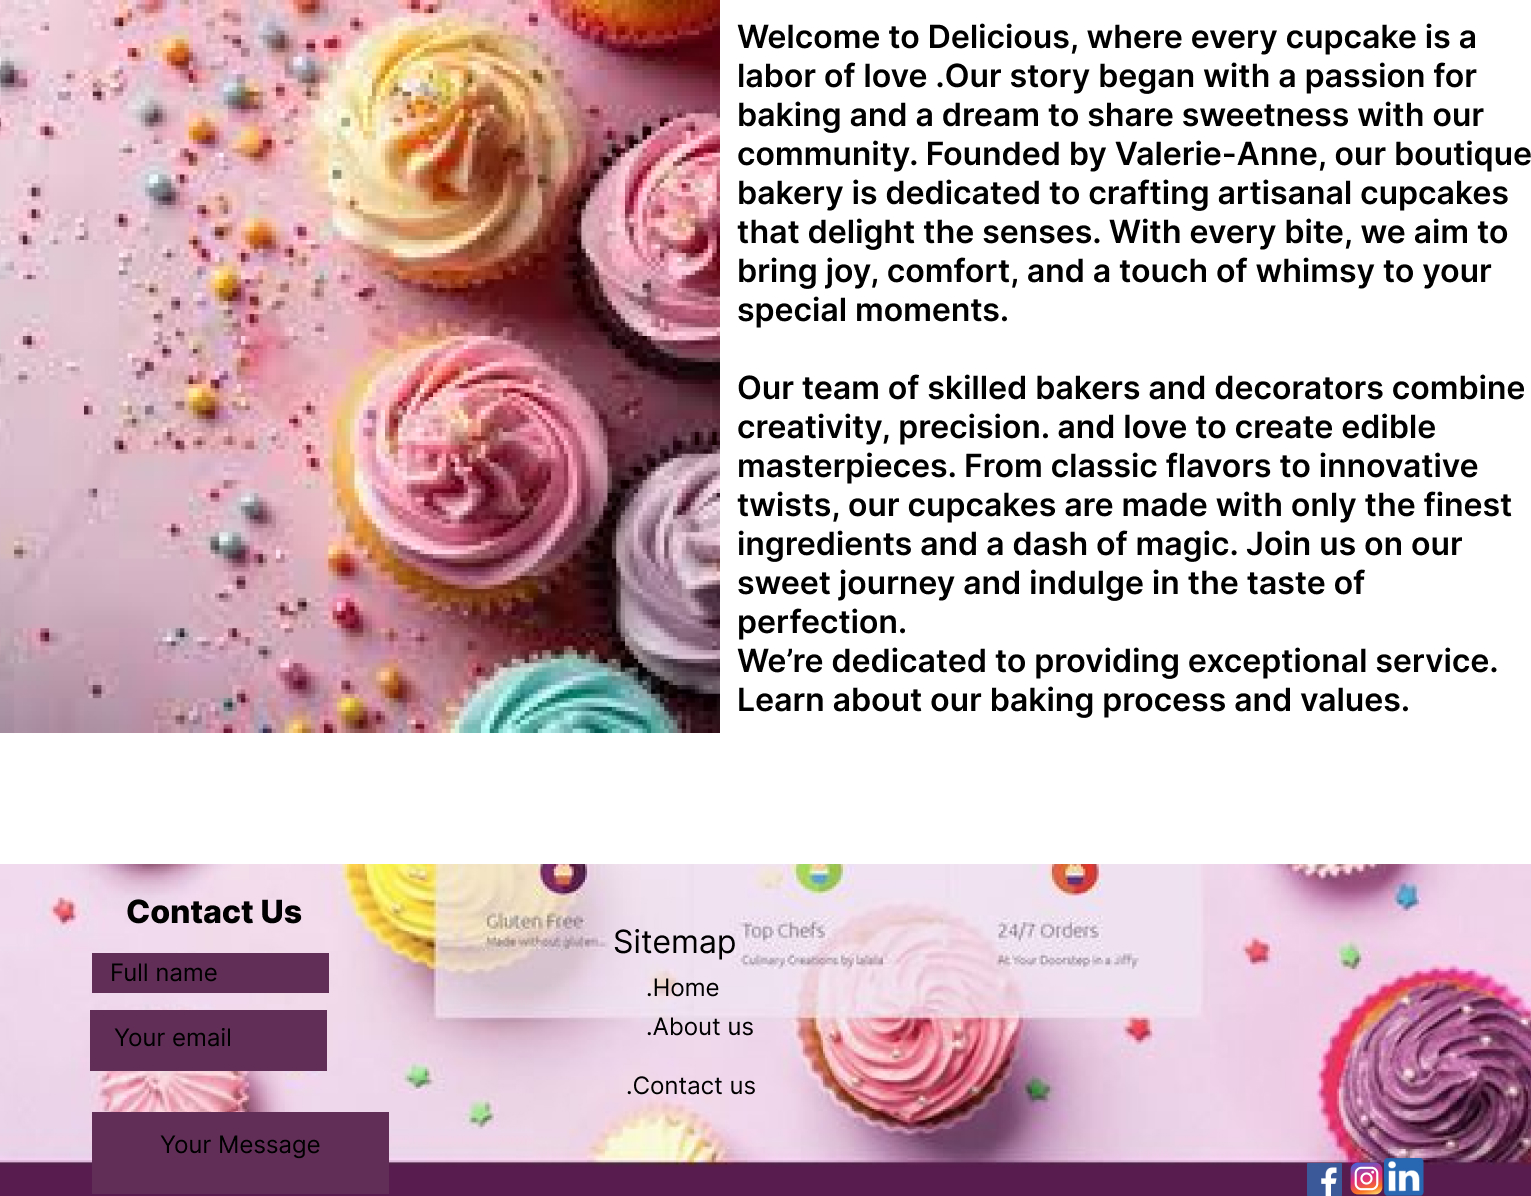 Welcome to Delicious, where every cupcake is a
labor of love .Our story began with a passion for
baking and a dream to share sweetness with our
community. Founded by Valerie-Anne, our boutique
bakery is dedicated to crafting artisanal cupcakes
that delight the senses. With every bite, we aim to
bring joy, comfort, and a touch of whimsy to your
special moments.
Our team of skilled bakers and decorators combine
creativity, precision. and love to create edible
masterpieces. From classic flavors to innovative
twists, our cupcakes are made with only the finest
ingredients and a dash of magic. Join us on our
sweet journey and indulge in the taste of
perfection.
We’re dedicated to providing exceptional service.
Learn about our baking process and values.
Contact Us
Full name
Your email
Your Message
Gluten Free
Made without gluten...
Sitemap
.Home
.About us
.Contact us
Top Chefs
Culinary Creations by lalala
24/7 Orders
At Your Doorstep in a Jiffy
f
in